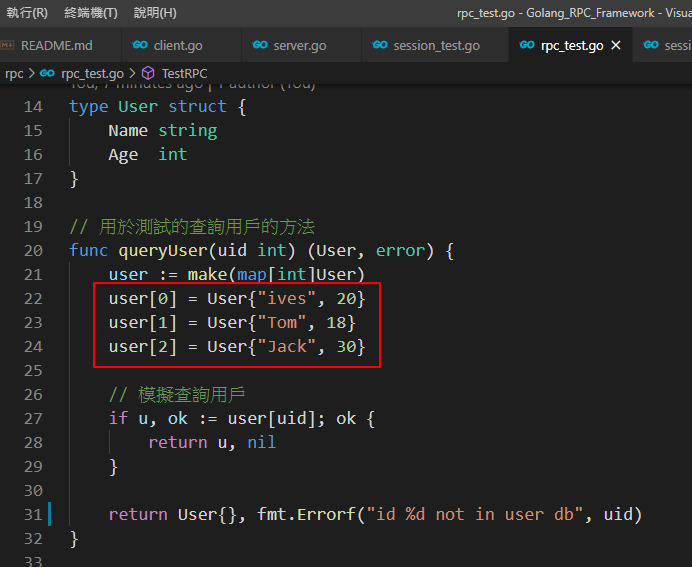 執行(R) 終端機(T) 說明(H) rpc_test.go - Golang_RPC_Framework - Visua
README.md client.go server.go session_test.go rpc_test.go sessi
rpc > rpc_test.go > TestRPC
You, 7 minutes ago | 1 author (You)
14 type User struct {
15 Name string
16 Age  int
17 }
18
19 // 用於測試的查詢用戶的方法
20 func queryUser(uid int) (User, error) {
21 user := make(map[int]User)
22 user[0] = User{"ives", 20}
23 user[1] = User{"Tom", 18}
24 user[2] = User{"Jack", 30}
25
26 // 模擬查詢用戶
27 if u, ok := user[uid]; ok {
28 return u, nil
29 }
30
31 return User{}, fmt.Errorf("id %d not in user db", uid)
32 }
33